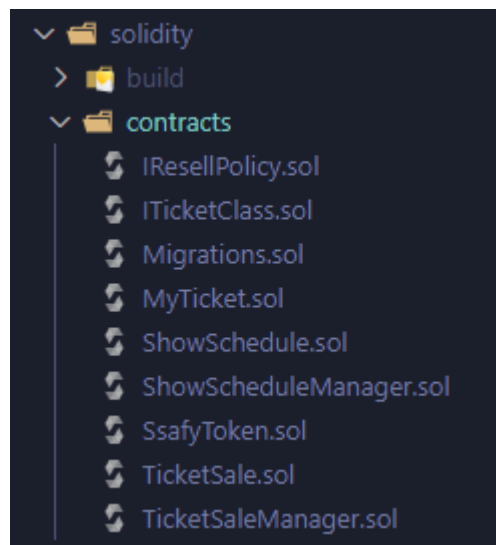 solidity
build
contracts
IResellPolicy.sol
ITicketClass.sol
Migrations.sol
MyTicket.sol
ShowSchedule.sol
ShowScheduleManager.sol
SsafyToken.sol
TicketSale.sol
TicketSaleManager.sol